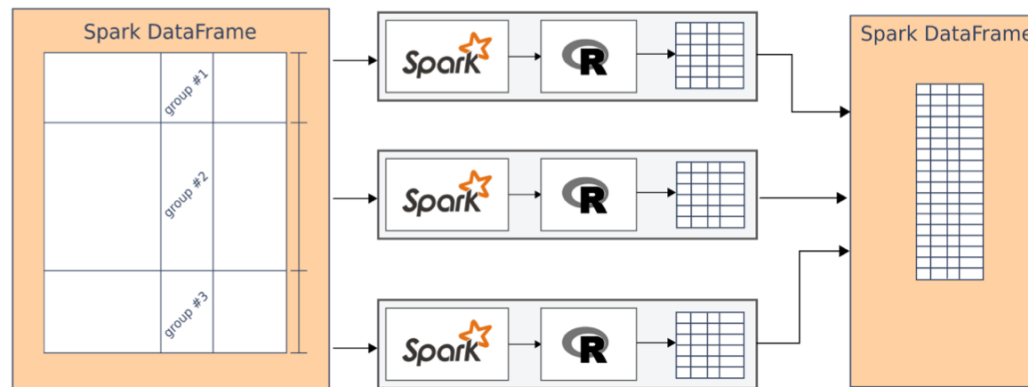 Spark DataFrame
group #1
group #2
group #3
Spark
R
Spark
R
Spark
R
Spark DataFrame